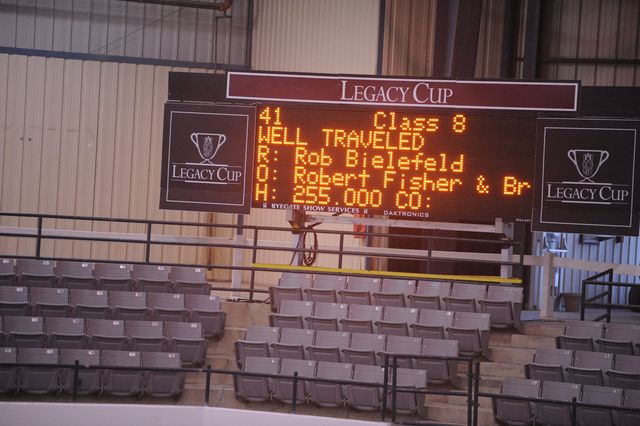 LEGACY CUP
41 Class 8
WELL TRAVELED
R: Rob Bielefeld
O: Robert Fisher & Br
H: 255.000 CO:
LEGACY CUP
LEGACY CUP
RYEGATE SHOW SERVICES DAKTRONICS